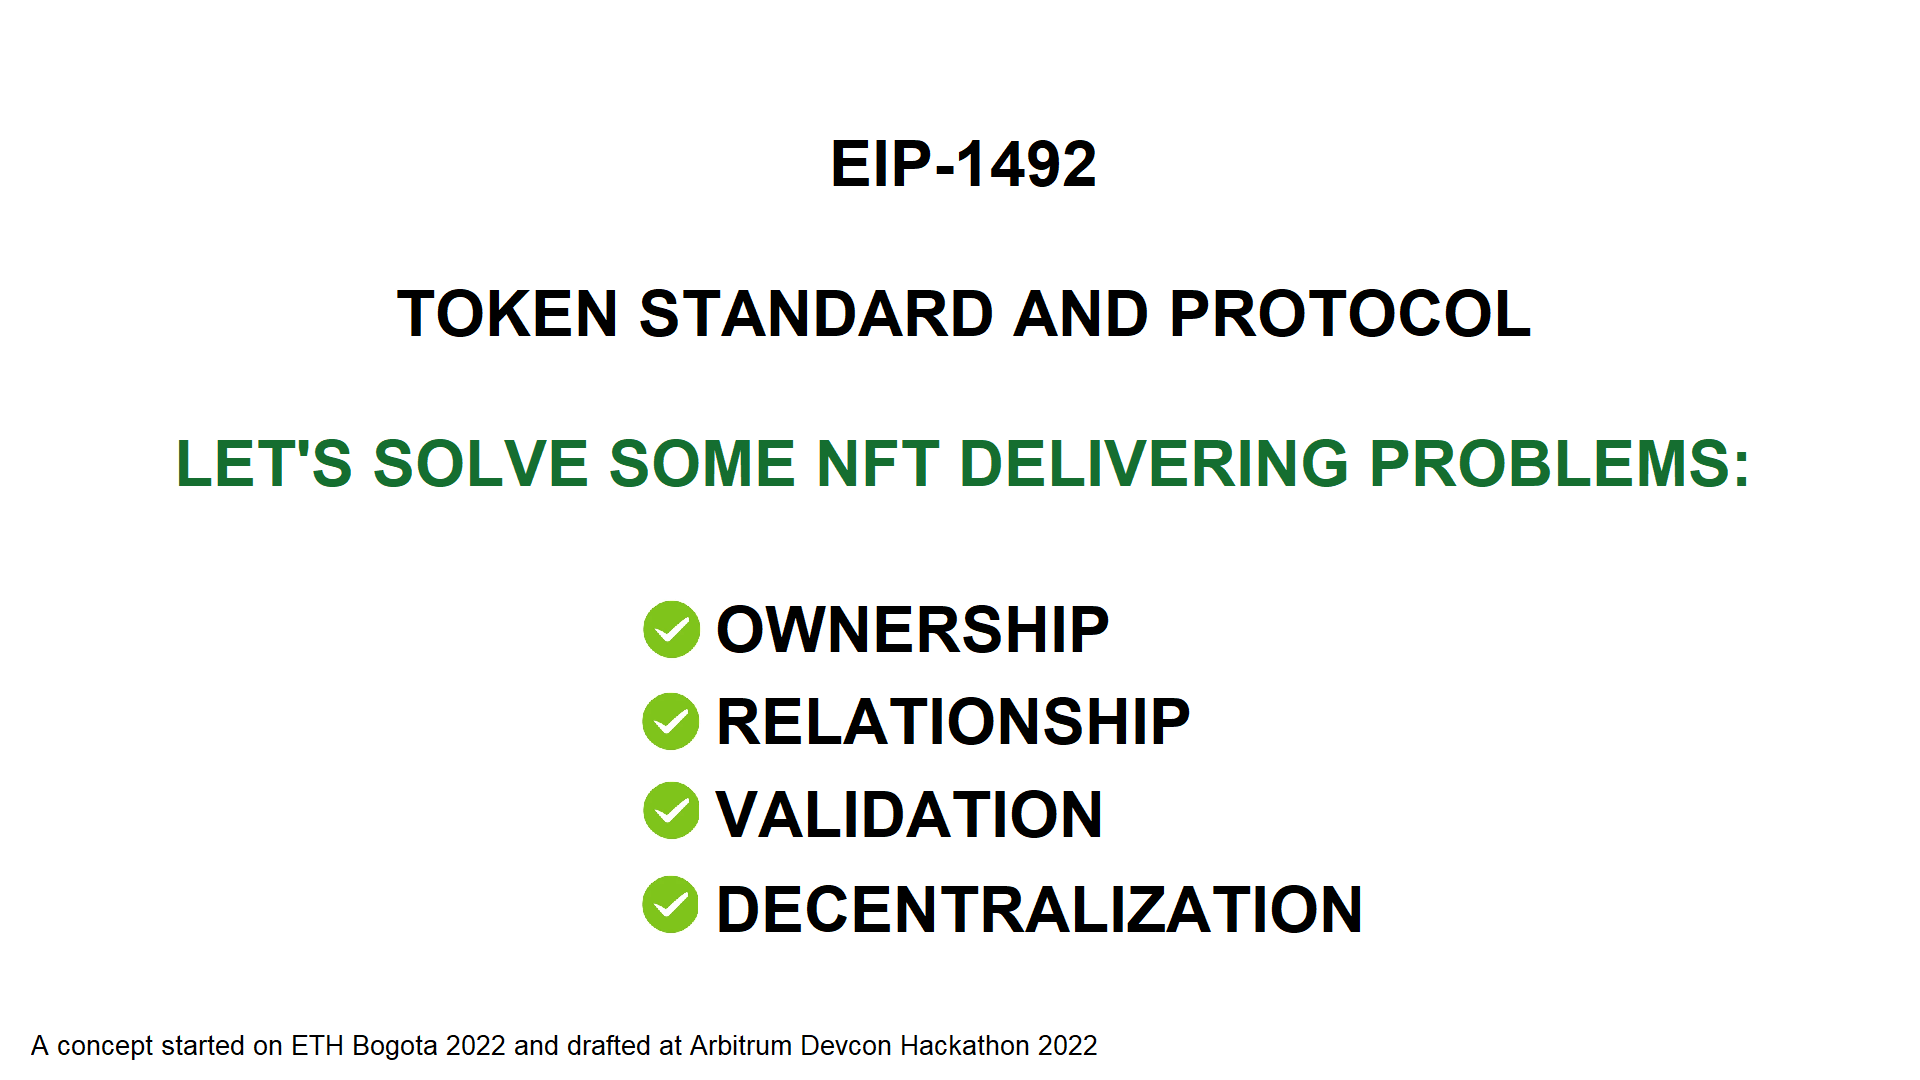 EIP-1492
TOKEN STANDARD AND PROTOCOL
LET'S SOLVE SOME NFT DELIVERING PROBLEMS:
OWNERSHIP
RELATIONSHIP
VALIDATION
DECENTRALIZATION
A concept started on ETH Bogota 2022 and drafted at Arbitrum Devcon Hackathon 2022